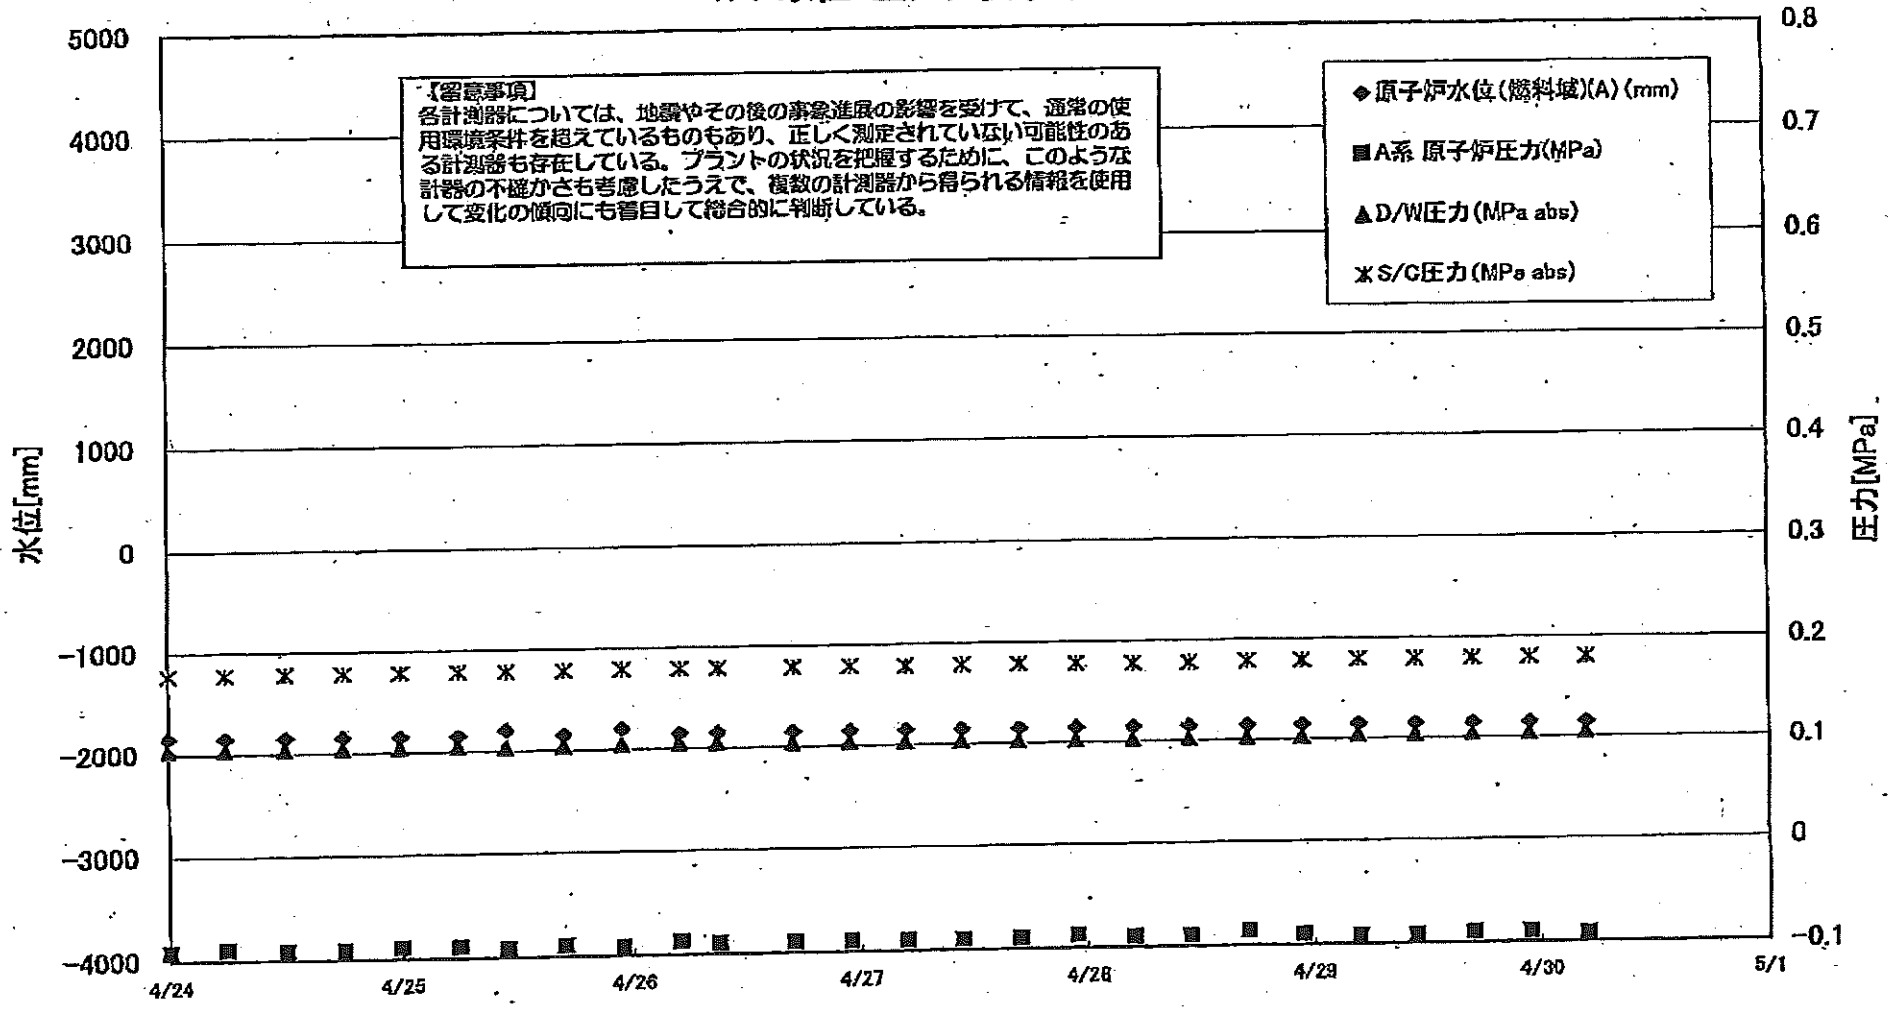 5000
4000
3000
2000
1000
0
-1000
-2000
-3000
-4000
水位[mm]
【留意事項】
各計測器については、地震やその後の事象進展の影響を受けて、通常の使
用環境条件を超えているものもあり、正しく測定されていない可能性のあ
る計測器も存在している。プラントの状況を把握するために、このような
計器の不確かさも考慮したうえで、複数の計測器から得られる情報を使用
して変化の傾向にも着目して総合的に判断している。
◆原子炉水位(燃料域)(A)(mm)
■A系 原子炉圧力(MPa)
▲D/W圧力(MPa abs)
S/C圧力(MPa abs)
0.8
0.7
0.6
0.5
0.4
0.3
0.2
0.1
0
-0.1
圧力[MPa]
4/24
4/25
4/26
4/27
4/28
4/29
4/30
5/1